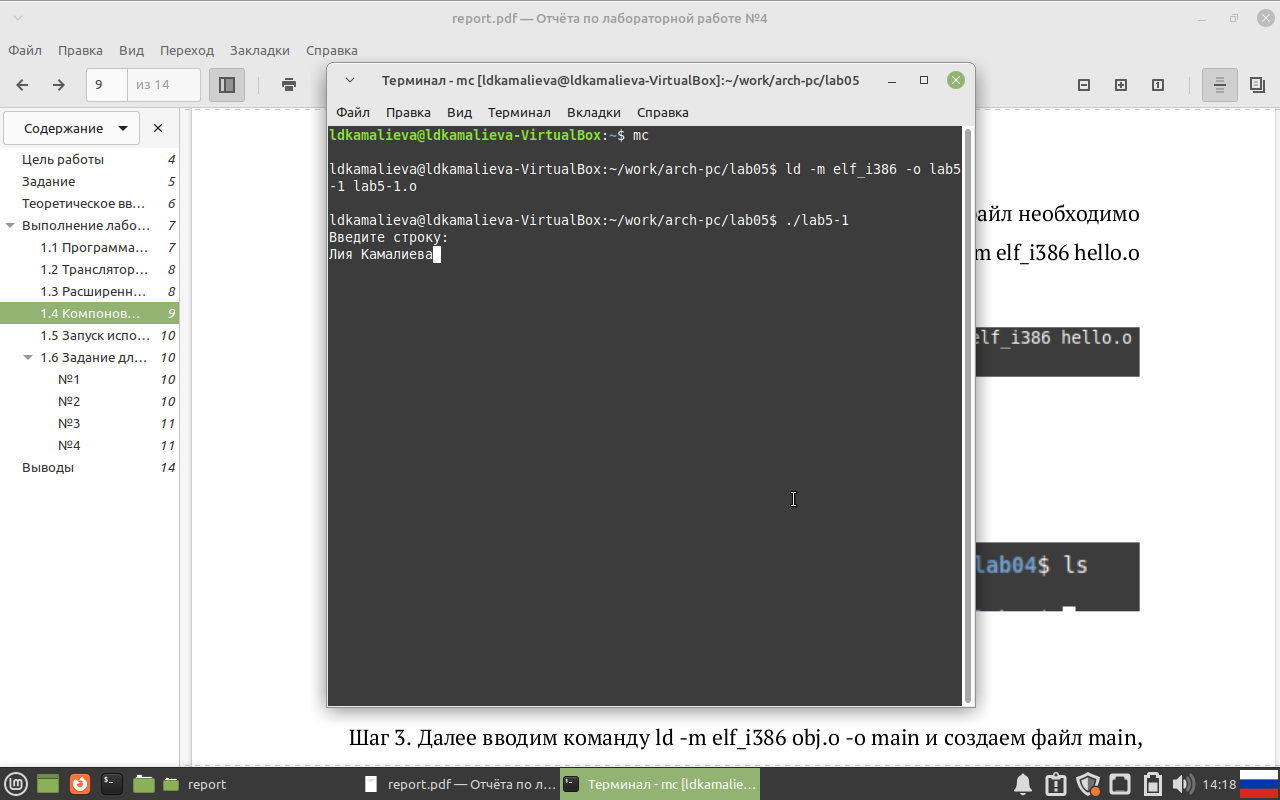 report.pdf — Отчёта по лабораторной работе №4
Файл Правка Вид Переход Закладки Справка
9 из 14
Содержание
Цель работы 4
Задание 5
Теоретическое вв… 6
Выполнение лабо… 7
1.1 Программа… 7
1.2 Транслятор… 8
1.3 Расширенн… 8
1.4 Компонов… 9
1.5 Запуск испо… 10
1.6 Задание дл… 10
№1 10
№2 10
№3 11
№4 11
Выводы 14
Терминал - mc [ldkamalieva@ldkamalieva-VirtualBox]:~/work/arch-pc/lab05
Файл Правка Вид Терминал Вкладки Справка
ldkamalieva@ldkamalieva-VirtualBox:~$ mc
ldkamalieva@ldkamalieva-VirtualBox:~/work/arch-pc/lab05$ ld -m elf_i386 -o lab5
-1 lab5-1.o
ldkamalieva@ldkamalieva-VirtualBox:~/work/arch-pc/lab05$ ./lab5-1
Введите строку:
Лия Камалиева
айл необходимо
m elf_i386 hello.o
elf_i386 hello.o
lab04$ ls
Шаг 3. Далее вводим команду ld -m elf_i386 obj.o -o main и создаем файл main,
report
report.pdf — Отчёта по л…
Терминал - mc [ldkamalie…
14:18